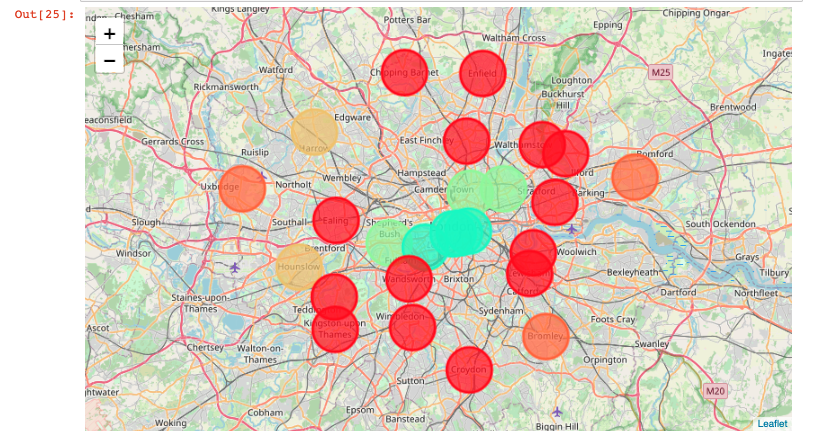 Out[25]:
Kings Langley
Chesham
Potters Bar
Epping
Chipping Ongar
+
−
Waltham Cross
Watford
Chipping Barnet
Enfield
Loughton
M25
Rickmansworth
Buckhurst
Hill
Brentwood
Edgware
Gerrards Cross
Harrow
East Finchley
Ruislip
Romford
Wembley
Hampstead
Uxbridge
Northolt
Camden Town
Stratford
Barking
Slough
Southall
Ealing
Shepherd's
Bush
South Ockendon
Windsor
Brentford
Woolwich
Grays
Hounslow
Wandsworth
Brixton
Catford
Bexleyheath
Tilbury
Staines-upon-
Thames
Dartford
Northfleet
Ascot
Kingston upon
Thames
Wimbledon
Sydenham
Foots Cray
Chertsey
Walton-on-
Thames
Bromley
Swanley
Orpington
Croydon
Sutton
M20
Cobham
Epsom
Banstead
Woking
Biggin Hill
Leaflet